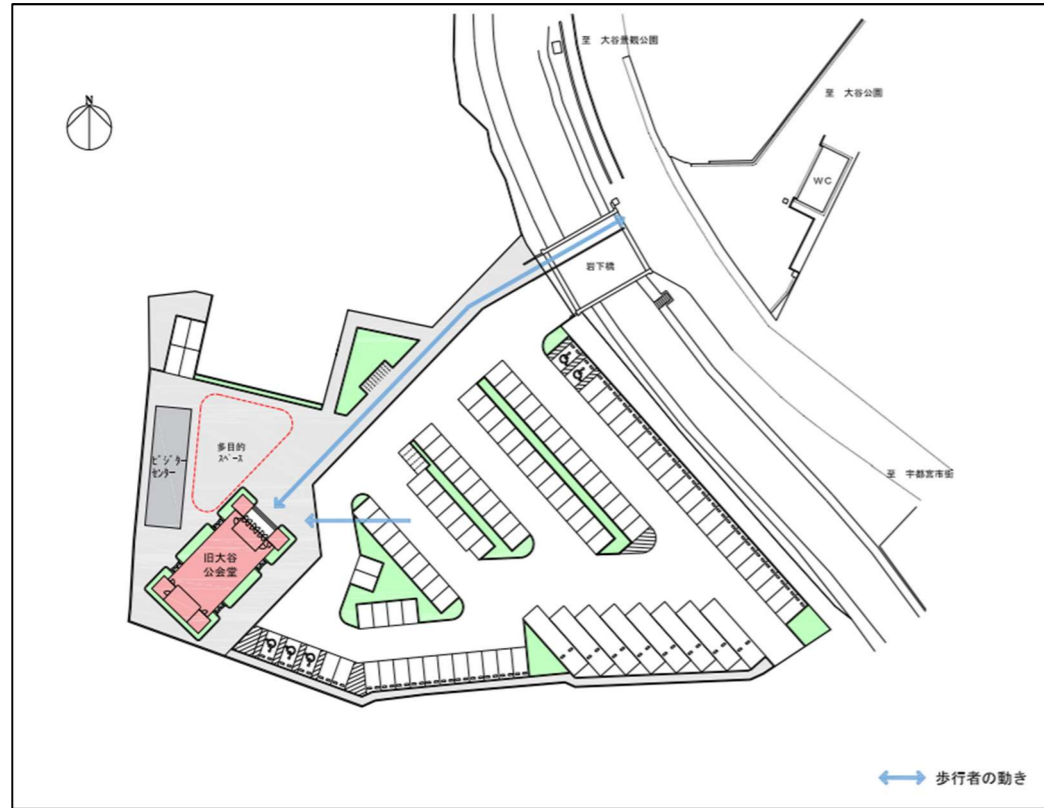 至 大谷景観公園
至 大谷公園
N
WC
岩下橋
至 宇都宮市街
多目的
スペース
ビジター
センター
旧大谷
公会堂
歩行者の動き